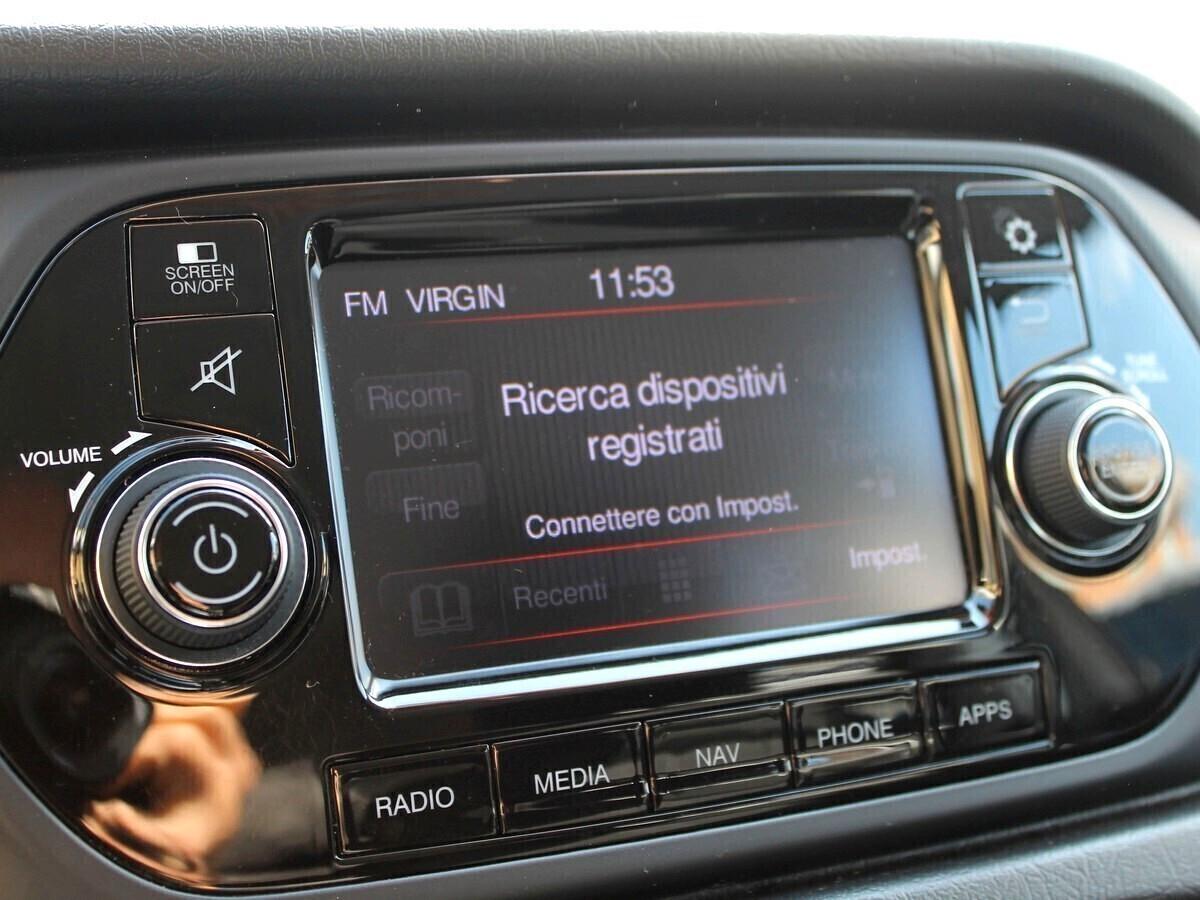 SCREEN
ON/OFF
VOLUME
FM VIRGIN 11:53
Ricom-
poni
Fine
Ricerca dispositivi
registrati
Connettere con Impost.
Recenti
Impost.
RADIO
MEDIA
NAV
PHONE
APPS